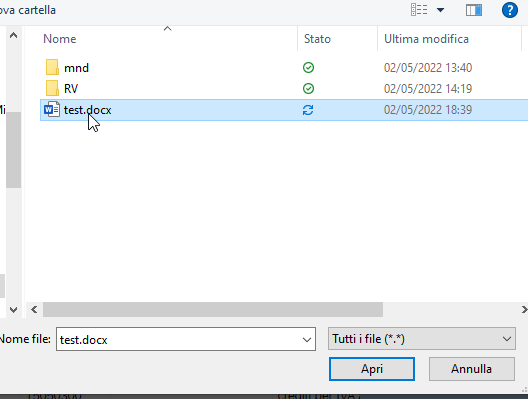 ova cartella
Nome Stato Ultima modifica
mnd 02/05/2022 13:40
RV 02/05/2022 14:19
test.docx 02/05/2022 18:39
Nome file: test.docx Tutti i file (*.*)
Apri Annulla